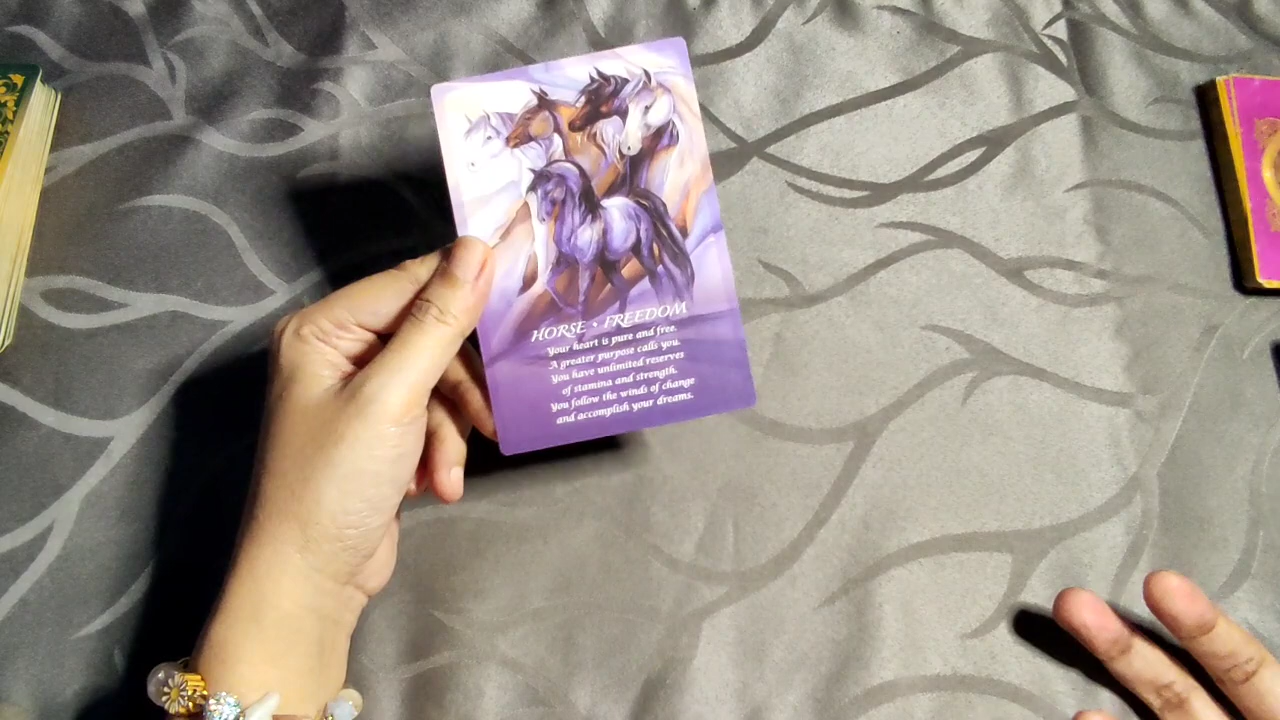 HORSE • FREEDOM
Your heart is pure and free.
A greater purpose calls you.
You have unlimited reserves
of stamina and strength.
You follow the winds of change
and accomplish your dreams.